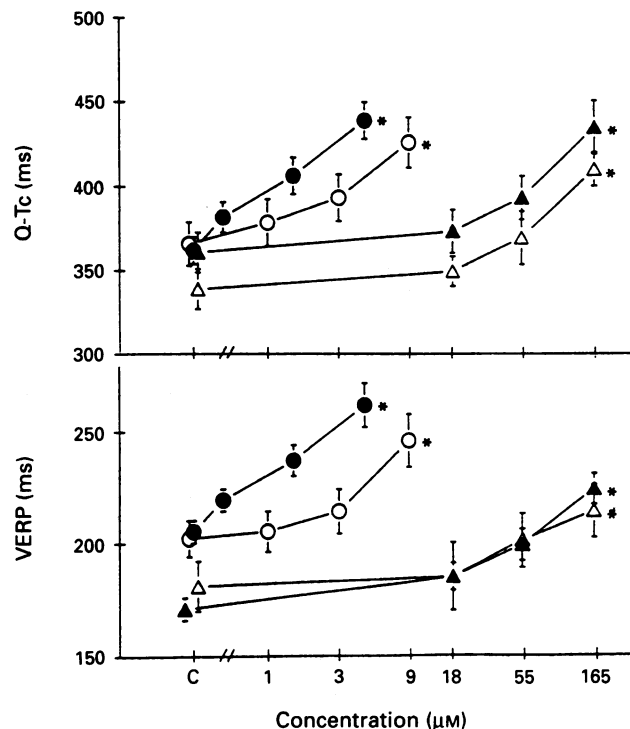 500
450
400
350
300
Q-Tc (ms)
* * * *
250
200
150
VERP (ms)
* * * *
C 1 3 9 18 55 165
Concentration (μM)